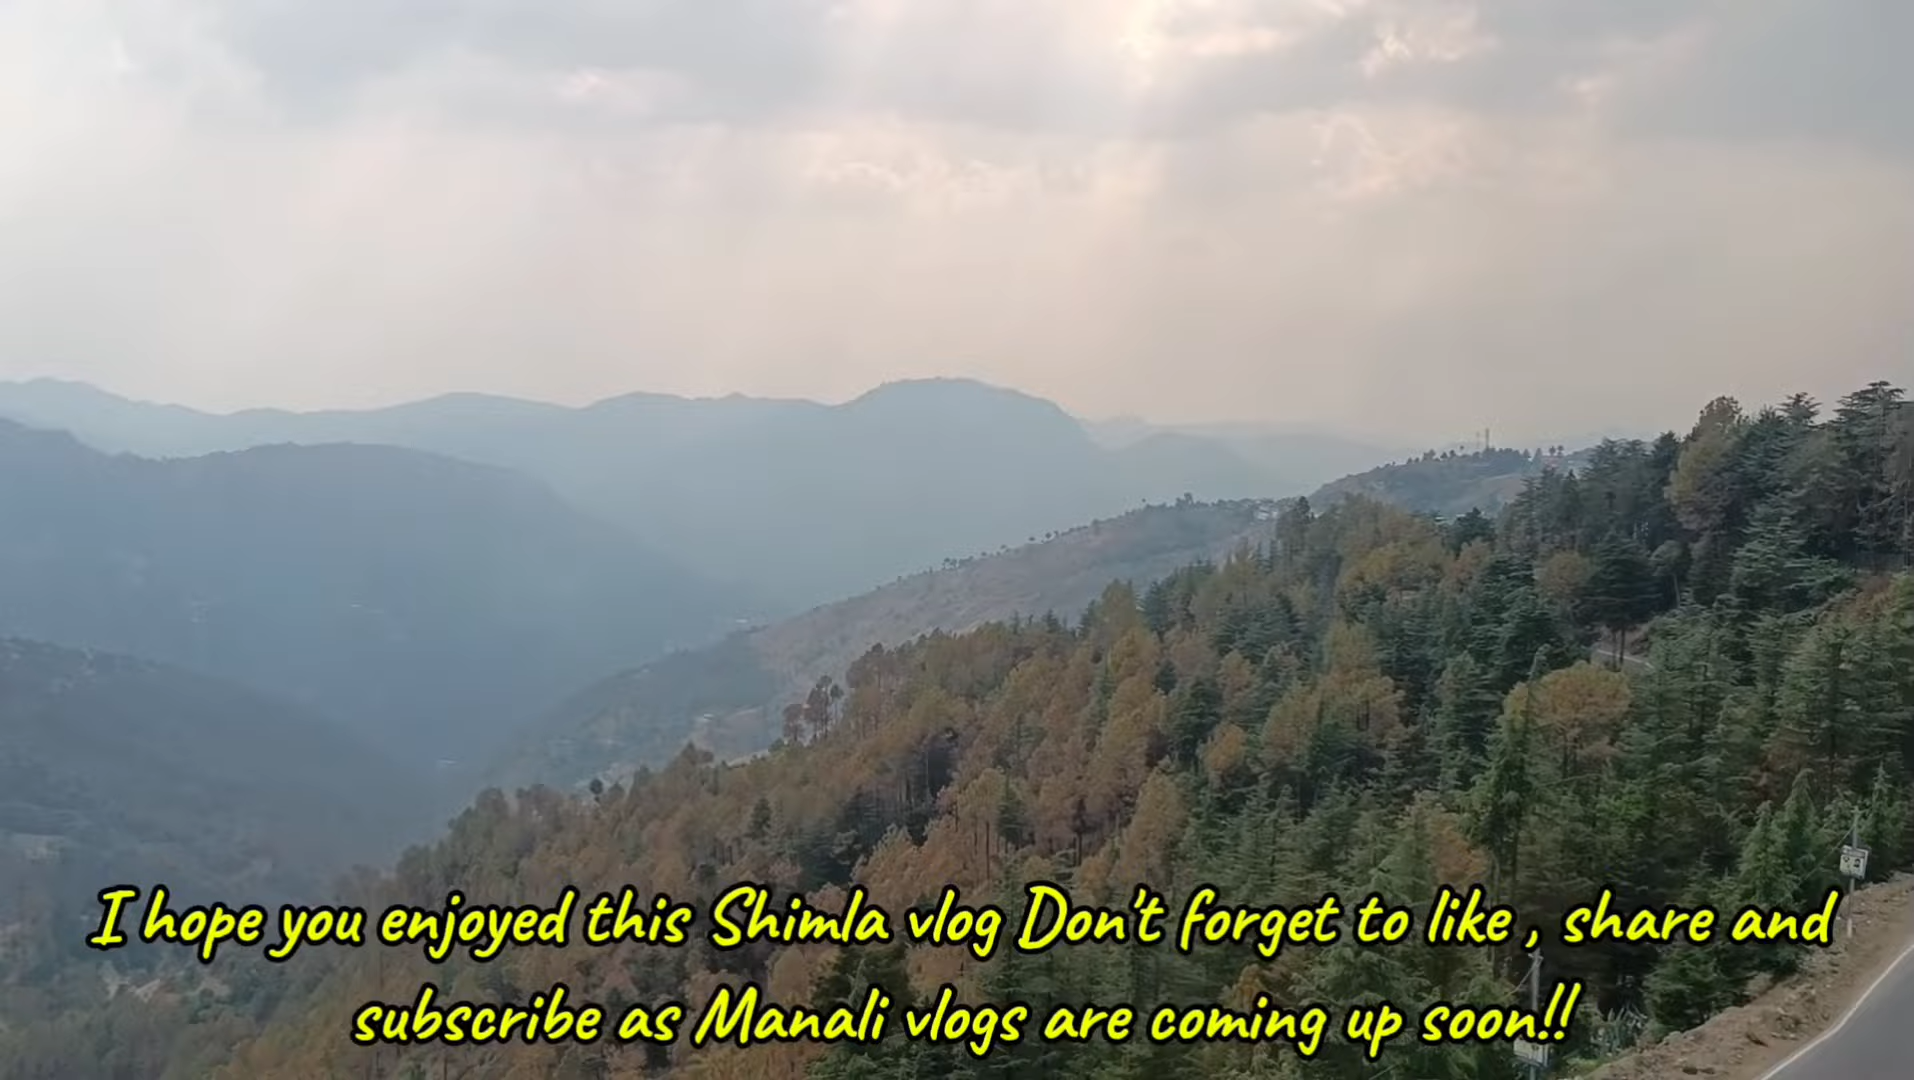 I hope you enjoyed this Shimla vlog Don't forget to like , share and
subscribe as Manali vlogs are coming up soon!!